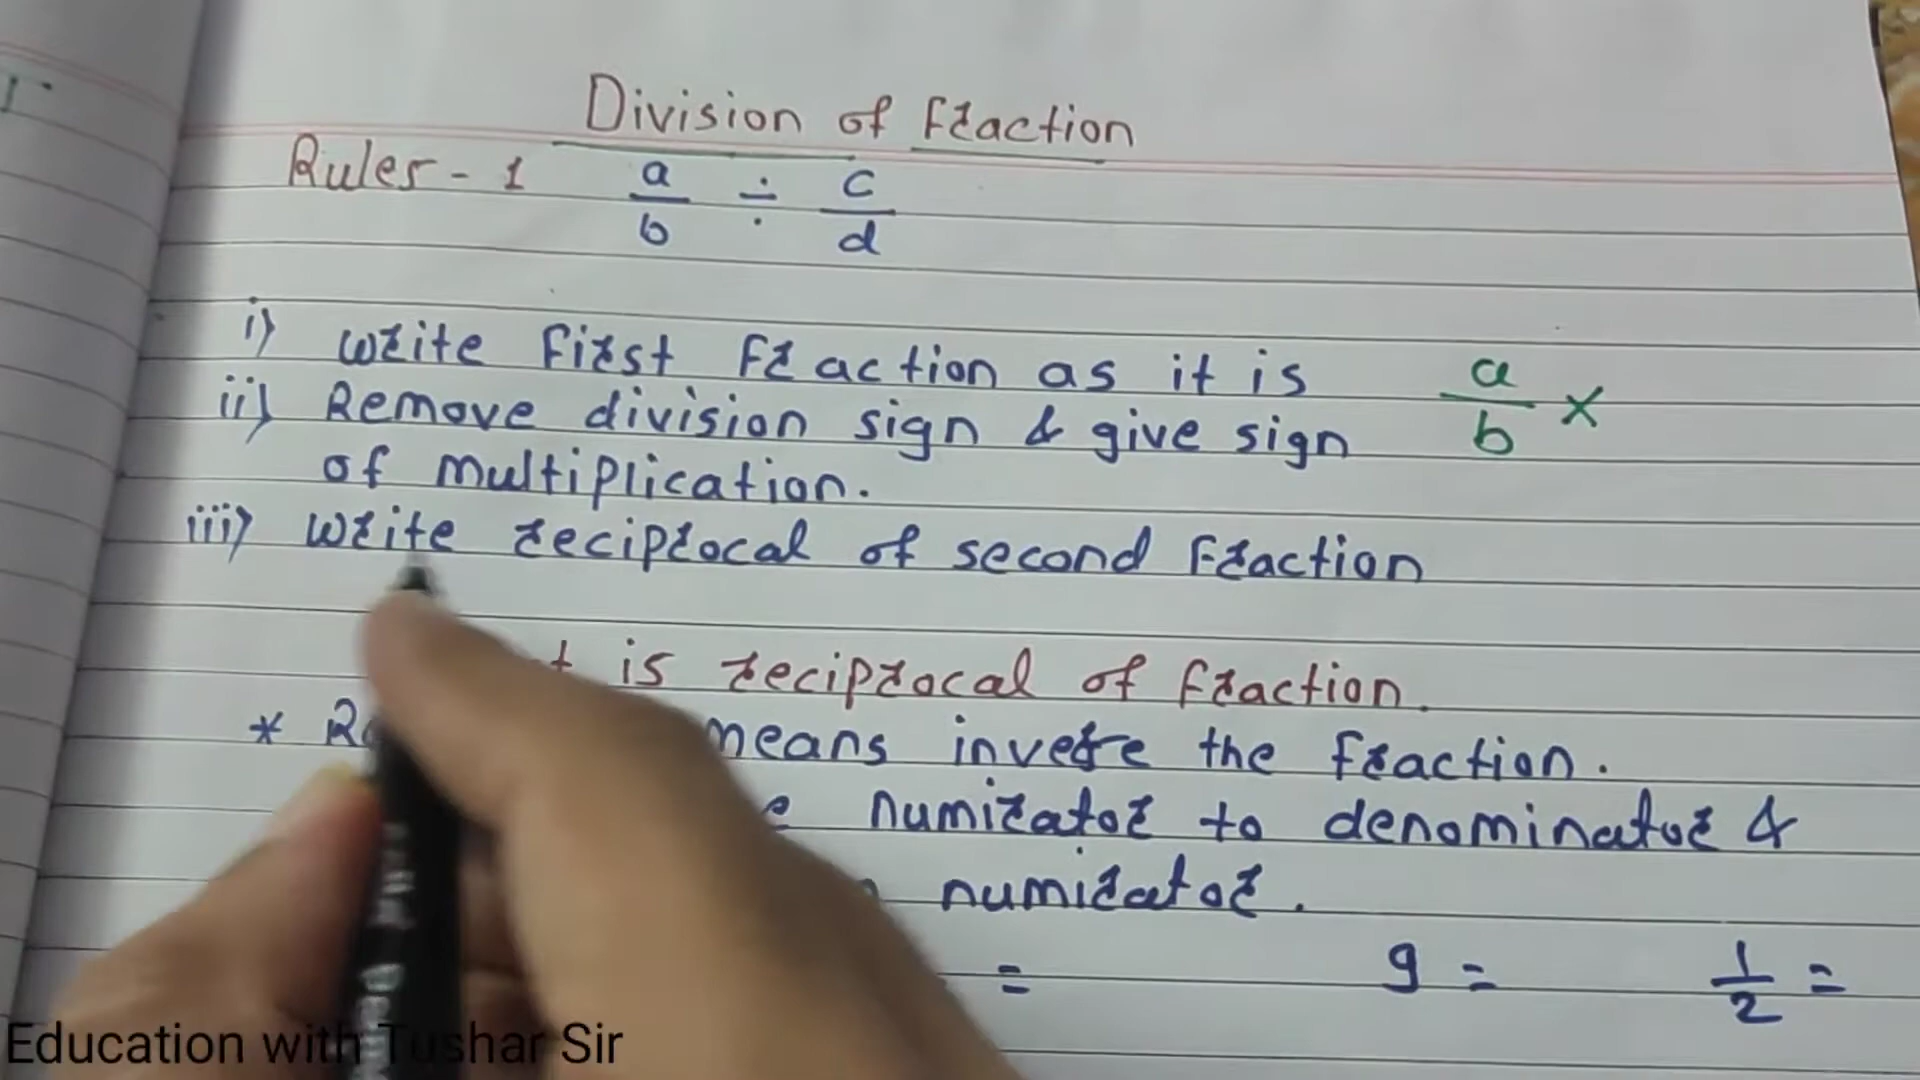 Division of Fraction
Rules - 1 a/b ÷ c/d
i) write first Fraction as it is a/b ×
ii) Remove division sign & give sign
of multiplication.
iii) write reciprocal of second Fraction
is reciprocal of fraction.
* means inverse the fraction.
numirator to denominator &
numirator.
= 9 = 1/2 =
Education with Tushar Sir